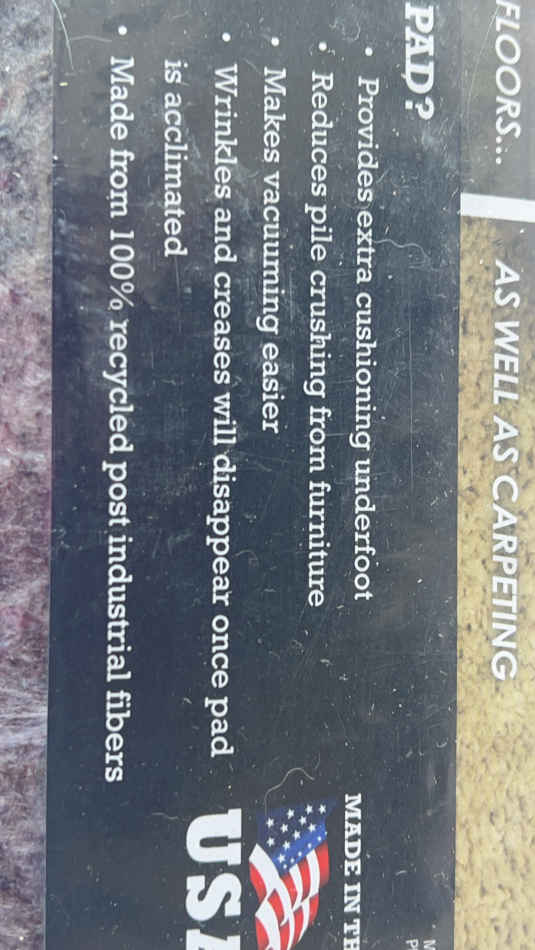 FLOORS...
AS WELL AS CARPETING
PAD?
• Provides extra cushioning underfoot
• Reduces pile crushing from furniture
• Makes vacuuming easier
• Wrinkles and creases will disappear once pad
is acclimated
• Made from 100% recycled post industrial fibers
MADE IN TH
USA